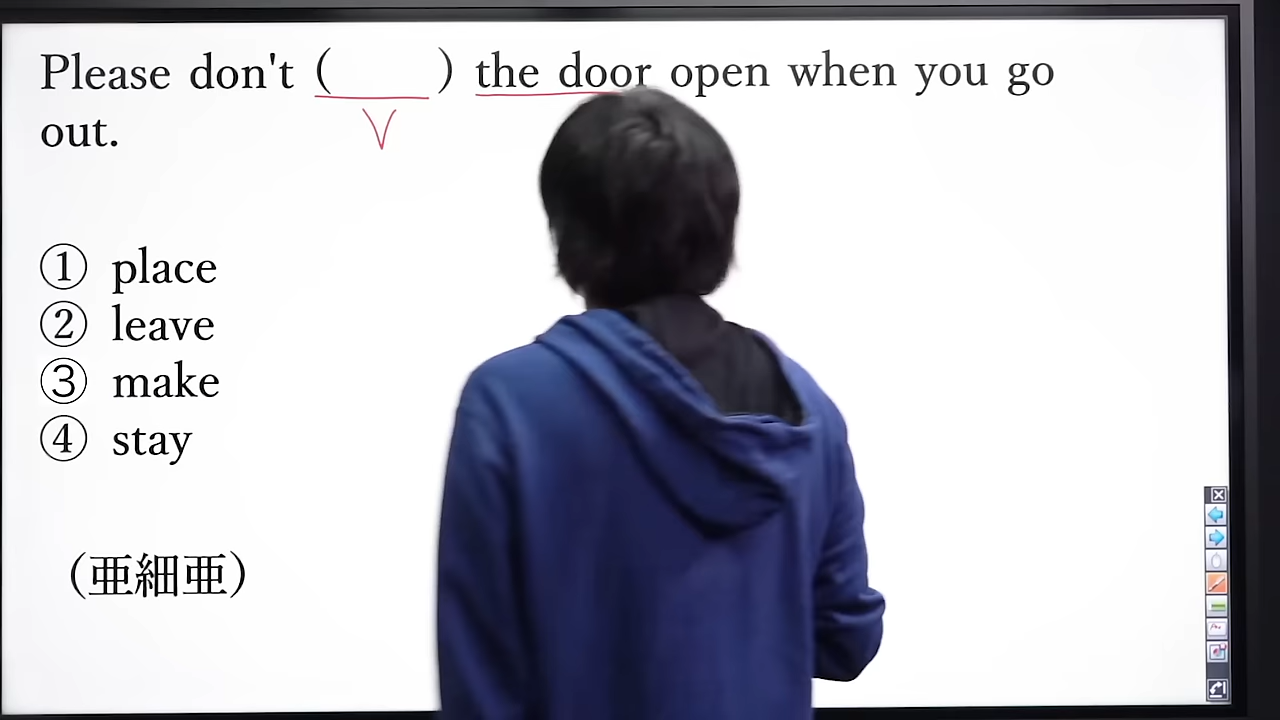 Please don't (      ) the door open when you go
out.
V
① place
② leave
③ make
④ stay
(亜細亜)